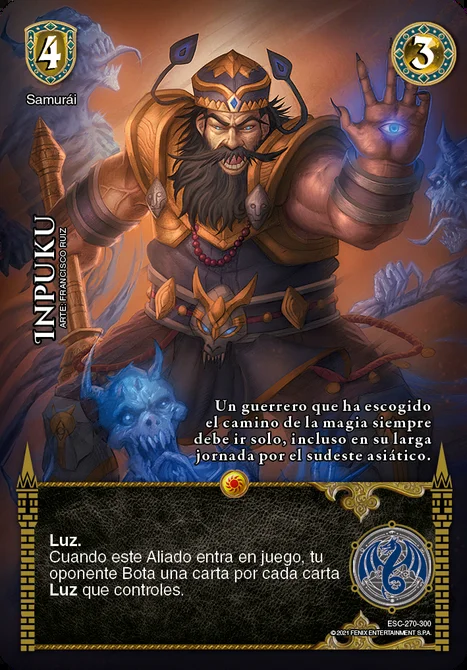 4
3
Samurái
INPUKU
ARTE: FRANCISCO RUIZ
Un guerrero que ha escogido
el camino de la magia siempre
debe ir solo, incluso en su larga
jornada por el sudeste asiático.
Luz.
Cuando este Aliado entra en juego, tu
oponente Bota una carta por cada carta
Luz que controles.
ESC-270-300
© 2021 FENIX ENTERTAINMENT S.P.A.